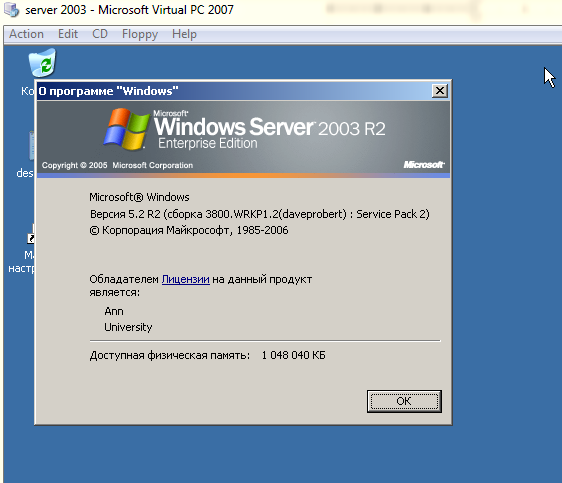 server 2003 - Microsoft Virtual PC 2007
Action Edit CD Floppy Help
О программе "Windows"
Microsoft®
Windows Server 2003 R2
Enterprise Edition
Copyright © 2005 Microsoft Corporation
Microsoft
Microsoft® Windows
Версия 5.2 R2 (сборка 3800.WRKP1.2(daveprobert) : Service Pack 2)
© Корпорация Майкрософт, 1985-2006
Обладателем Лицензии на данный продукт
является:
Ann
University
Доступная физическая память: 1 048 040 КБ
OK